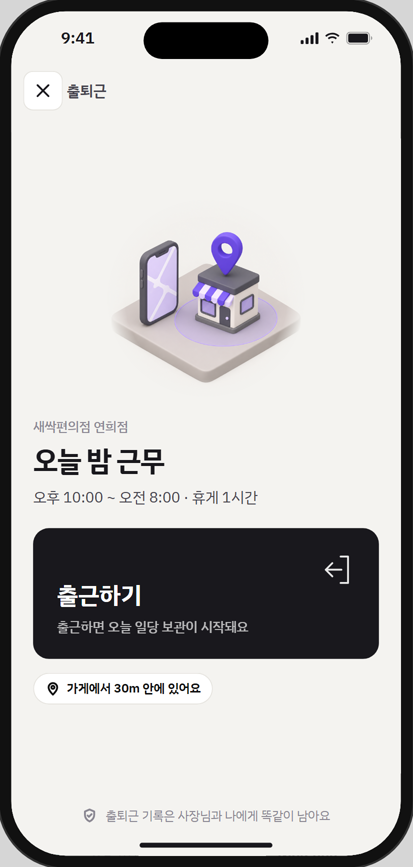 9:41
출퇴근
새싹편의점 연희점
오늘 밤 근무
오후 10:00 ~ 오전 8:00 · 휴게 1시간
출근하기
출근하면 오늘 일당 보관이 시작돼요
가게에서 30m 안에 있어요
출퇴근 기록은 사장님과 나에게 똑같이 남아요